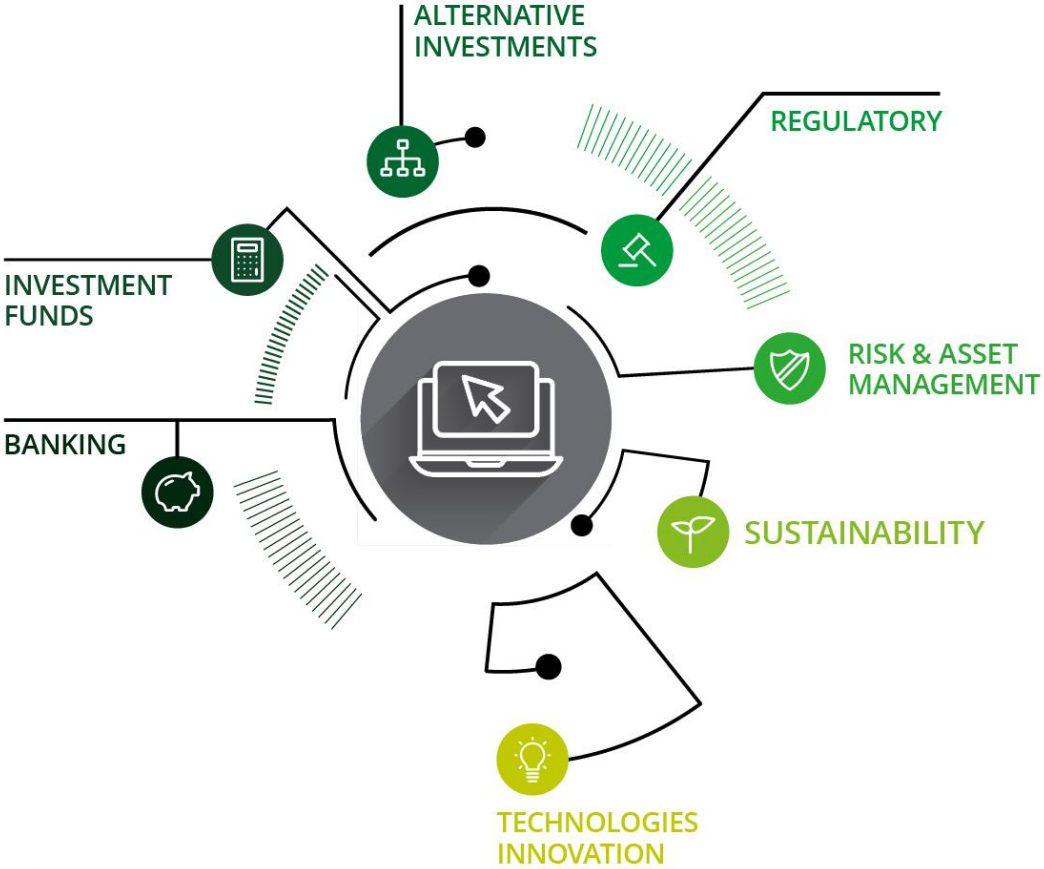 ALTERNATIVE
INVESTMENTS
REGULATORY
INVESTMENT
FUNDS
RISK & ASSET
MANAGEMENT
BANKING
SUSTAINABILITY
TECHNOLOGIES
INNOVATION